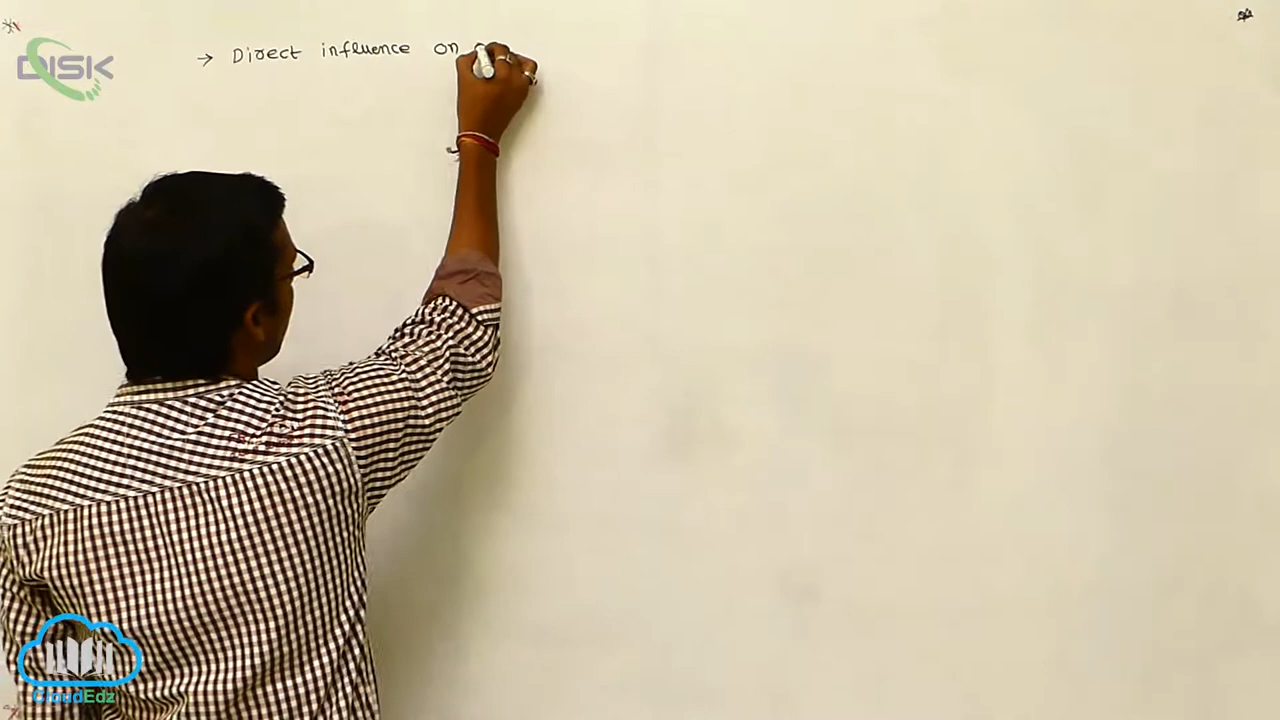 → Direct influence on
DISK
CloudEdz